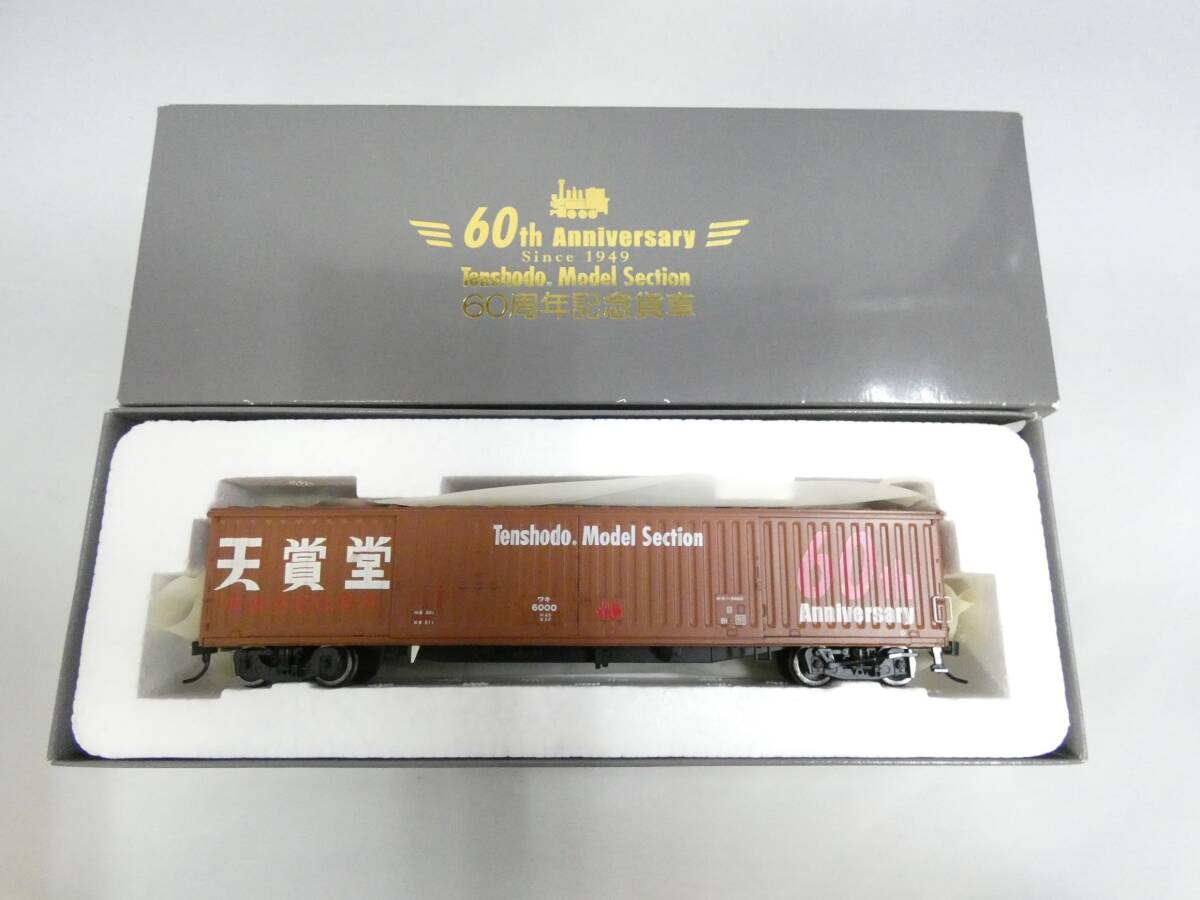 60th Anniversary
Since 1949
Tenshodo. Model Section
60周年記念貨車
天賞堂
Tenshodo. Model Section
ワキ
6000
60th
Anniversary